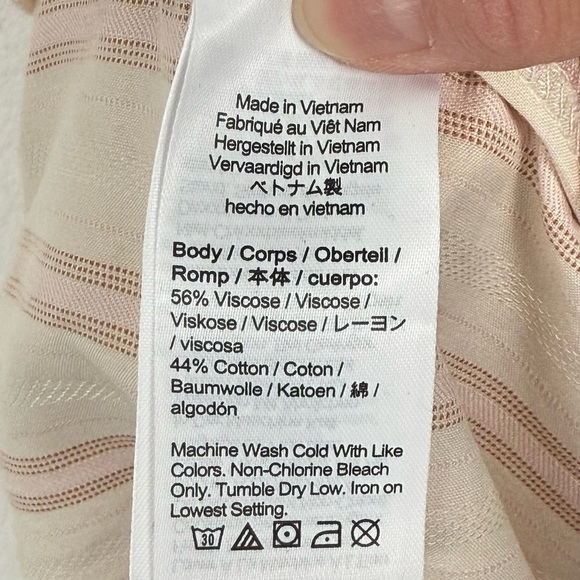 Made in Vietnam
Fabriqué au Viêt Nam
Hergestellt in Vietnam
Vervaardigd in Vietnam
ベトナム製
hecho en vietnam
Body / Corps / Oberteil /
Romp / 本体 / cuerpo:
56% Viscose / Viscose /
Viskose / Viscose / レーヨン
/ viscosa
44% Cotton / Coton /
Baumwolle / Katoen / 綿 /
algodón
Machine Wash Cold With Like
Colors. Non-Chlorine Bleach
Only. Tumble Dry Low. Iron on
Lowest Setting.
30